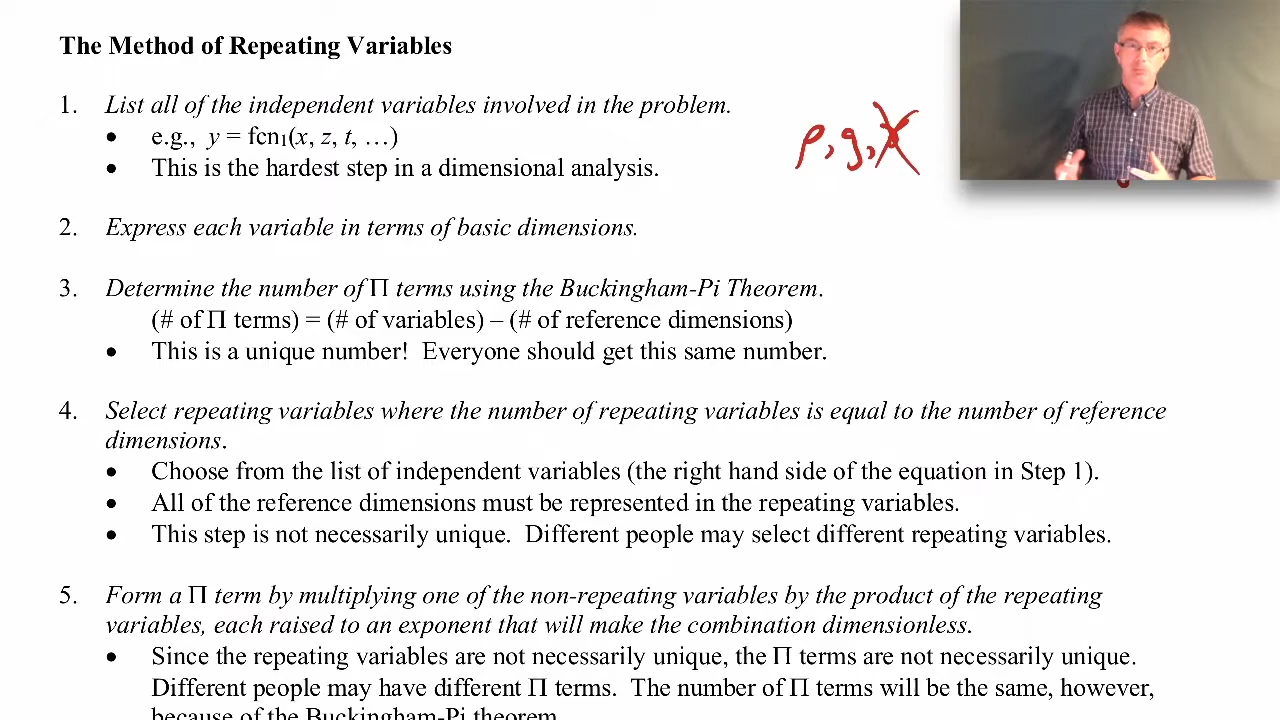 The Method of Repeating Variables
1. List all of the independent variables involved in the problem.
• e.g., y = fcn₁(x, z, t, …)
ρ, g,
• This is the hardest step in a dimensional analysis.
2. Express each variable in terms of basic dimensions.
3. Determine the number of Π terms using the Buckingham-Pi Theorem.
(# of Π terms) = (# of variables) – (# of reference dimensions)
• This is a unique number! Everyone should get this same number.
4. Select repeating variables where the number of repeating variables is equal to the number of reference
dimensions.
• Choose from the list of independent variables (the right hand side of the equation in Step 1).
• All of the reference dimensions must be represented in the repeating variables.
• This step is not necessarily unique. Different people may select different repeating variables.
5. Form a Π term by multiplying one of the non-repeating variables by the product of the repeating
variables, each raised to an exponent that will make the combination dimensionless.
• Since the repeating variables are not necessarily unique, the Π terms are not necessarily unique.
Different people may have different Π terms. The number of Π terms will be the same, however,
because of the Buckingham-Pi theorem